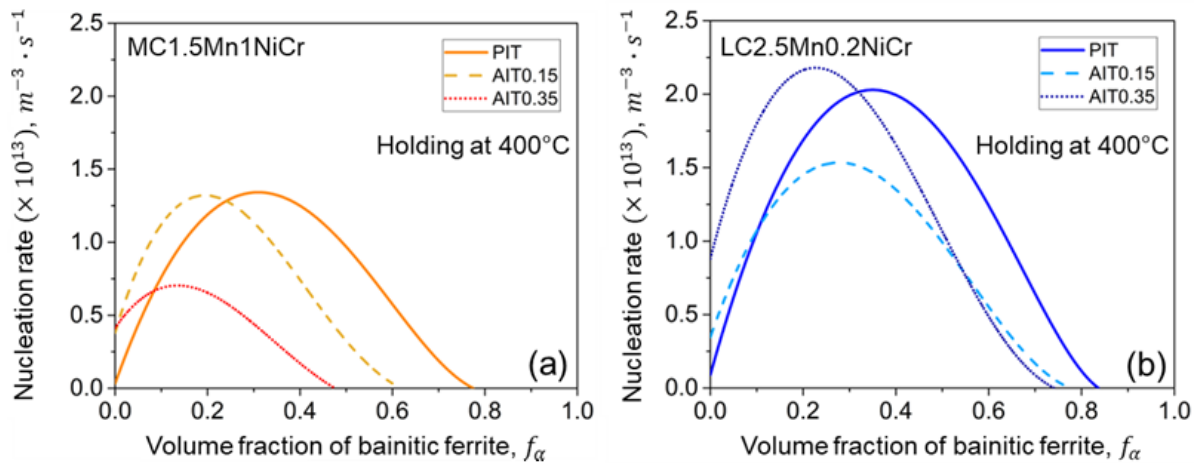 MC1.5Mn1NiCr
PIT
AIT0.15
AIT0.35
Holding at 400°C
(a)
2.5
2.0
1.5
1.0
0.5
0.0
0.0 0.2 0.4 0.6 0.8 1.0
Nucleation rate (× 10¹³), m⁻³ · s⁻¹
Volume fraction of bainitic ferrite, fα
LC2.5Mn0.2NiCr
PIT
AIT0.15
AIT0.35
Holding at 400°C
(b)
2.5
2.0
1.5
1.0
0.5
0.0
0.0 0.2 0.4 0.6 0.8 1.0
Nucleation rate (× 10¹³), m⁻³ · s⁻¹
Volume fraction of bainitic ferrite, fα